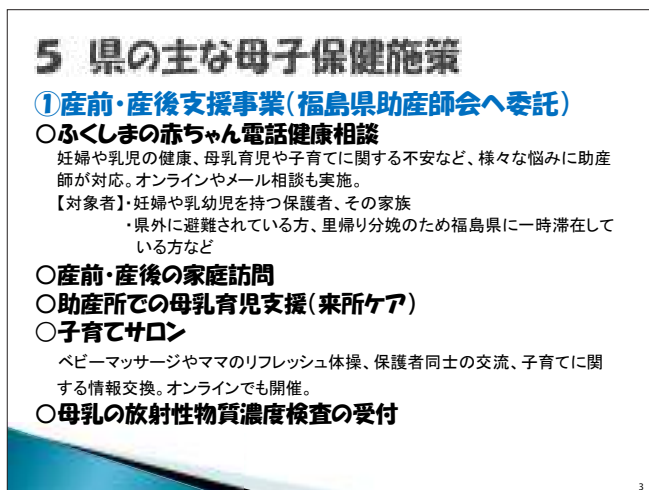 5 県の主な母子保健施策
①産前・産後支援事業(福島県助産師会へ委託)
○ふくしまの赤ちゃん電話健康相談
妊婦や乳児の健康、母乳育児や子育てに関する不安など、様々な悩みに助産
師が対応。オンラインやメール相談も実施。
【対象者】・妊婦や乳幼児を持つ保護者、その家族
・県外に避難されている方、里帰り分娩のため福島県に一時滞在して
いる方など
○産前・産後の家庭訪問
○助産所での母乳育児支援(来所ケア)
○子育てサロン
ベビーマッサージやママのリフレッシュ体操、保護者同士の交流、子育てに関
する情報交換。オンラインでも開催。
○母乳の放射性物質濃度検査の受付
3